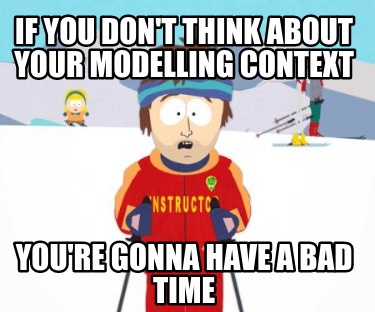 IF YOU DON'T THINK ABOUT
YOUR MODELLING CONTEXT
INSTRUCTO
YOU'RE GONNA HAVE A BAD
TIME